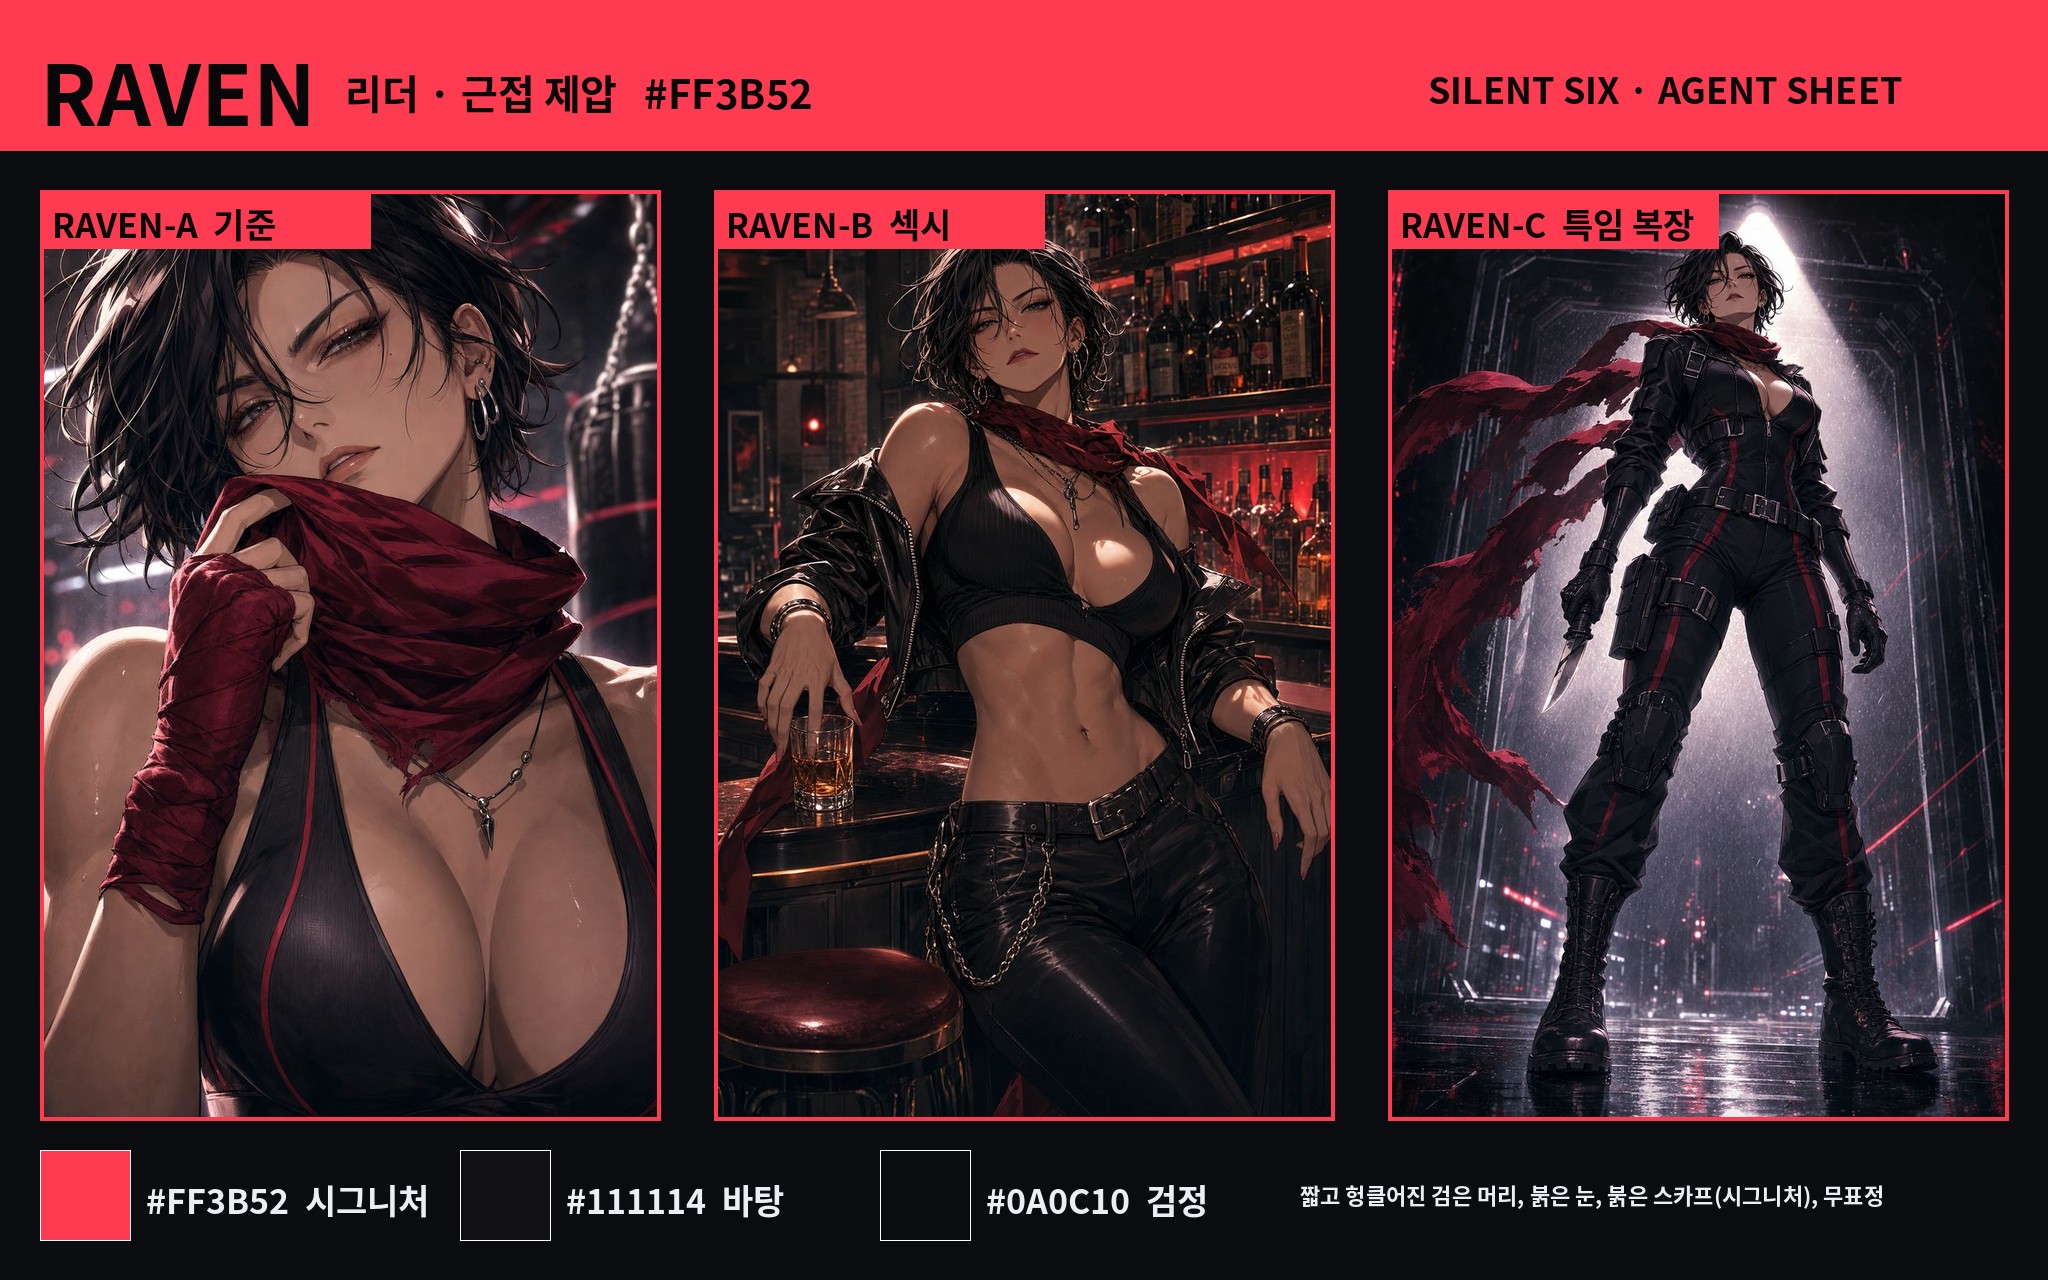 RAVEN 리더 · 근접 제압 #FF3B52
SILENT SIX · AGENT SHEET
RAVEN-A 기준
RAVEN-B 섹시
RAVEN-C 특임 복장
#FF3B52 시그니처
#111114 바탕
#0A0C10 검정
짧고 헝클어진 검은 머리, 붉은 눈, 붉은 스카프(시그니처), 무표정